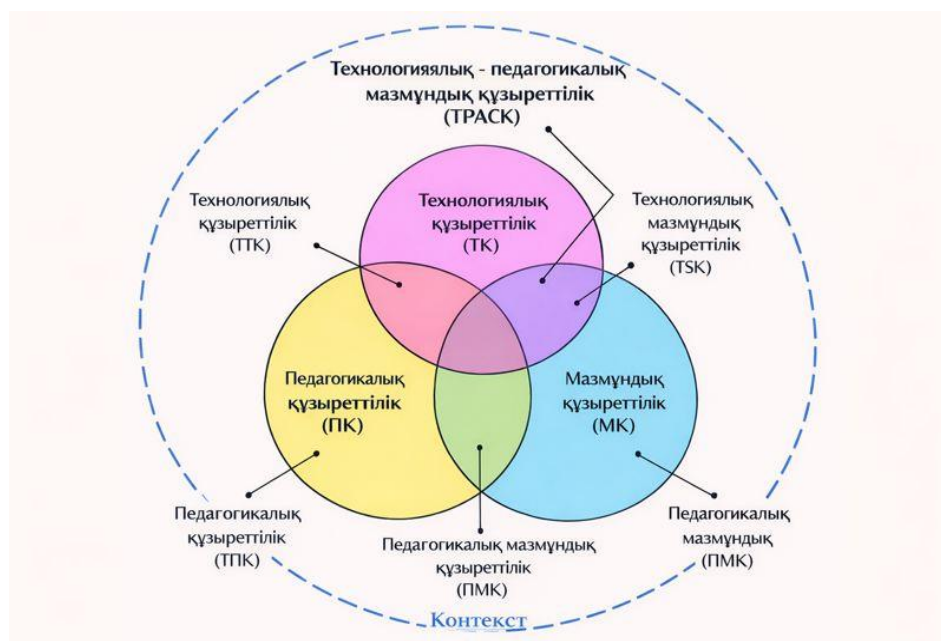 Технологияялық - педагогикалық
мазмұндық құзыреттілік
(TPACK)
Технологиялық
құзыреттілік
(ТТК)
Технологиялық
құзыреттілік
(ТК)
Технологиялық
мазмұндық
құзыреттілік
(TSK)
Педагогикалық
құзыреттілік
(ПК)
Мазмұндық
құзыреттілік
(МК)
Педагогикалық
құзыреттілік
(ТПК)
Педагогикалық мазмұндық
құзыреттілік
(ПМК)
Педагогикалық
мазмұндық
(ПМК)
Контекст